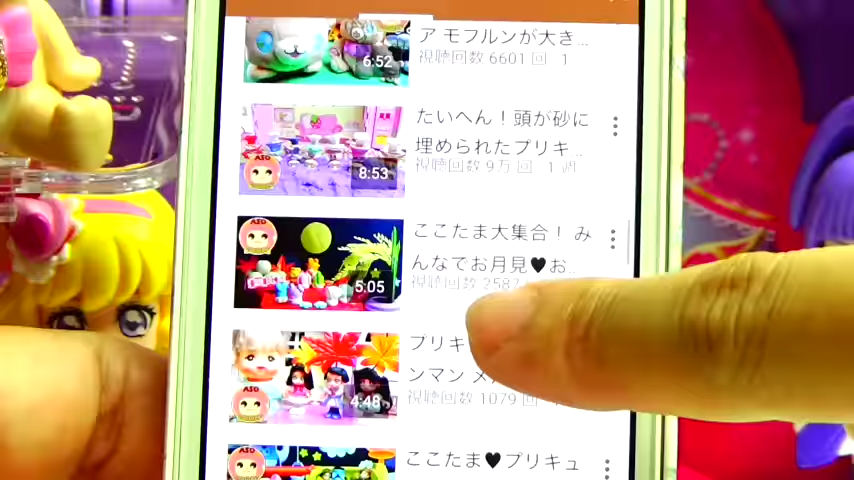 ア モフルンが大き…
視聴回数 6601 回 1
6:52
たいへん！頭が砂に
埋められたプリキ…
視聴回数 9万 回 1 週
ASO
8:53
ここたま大集合！ み
んなでお月見♥お…
視聴回数 2587
ASO
5:05
プリキ
ンマン メ
視聴回数 1079 回
ASO
4:48
ここたま♥プリキュ
ASO